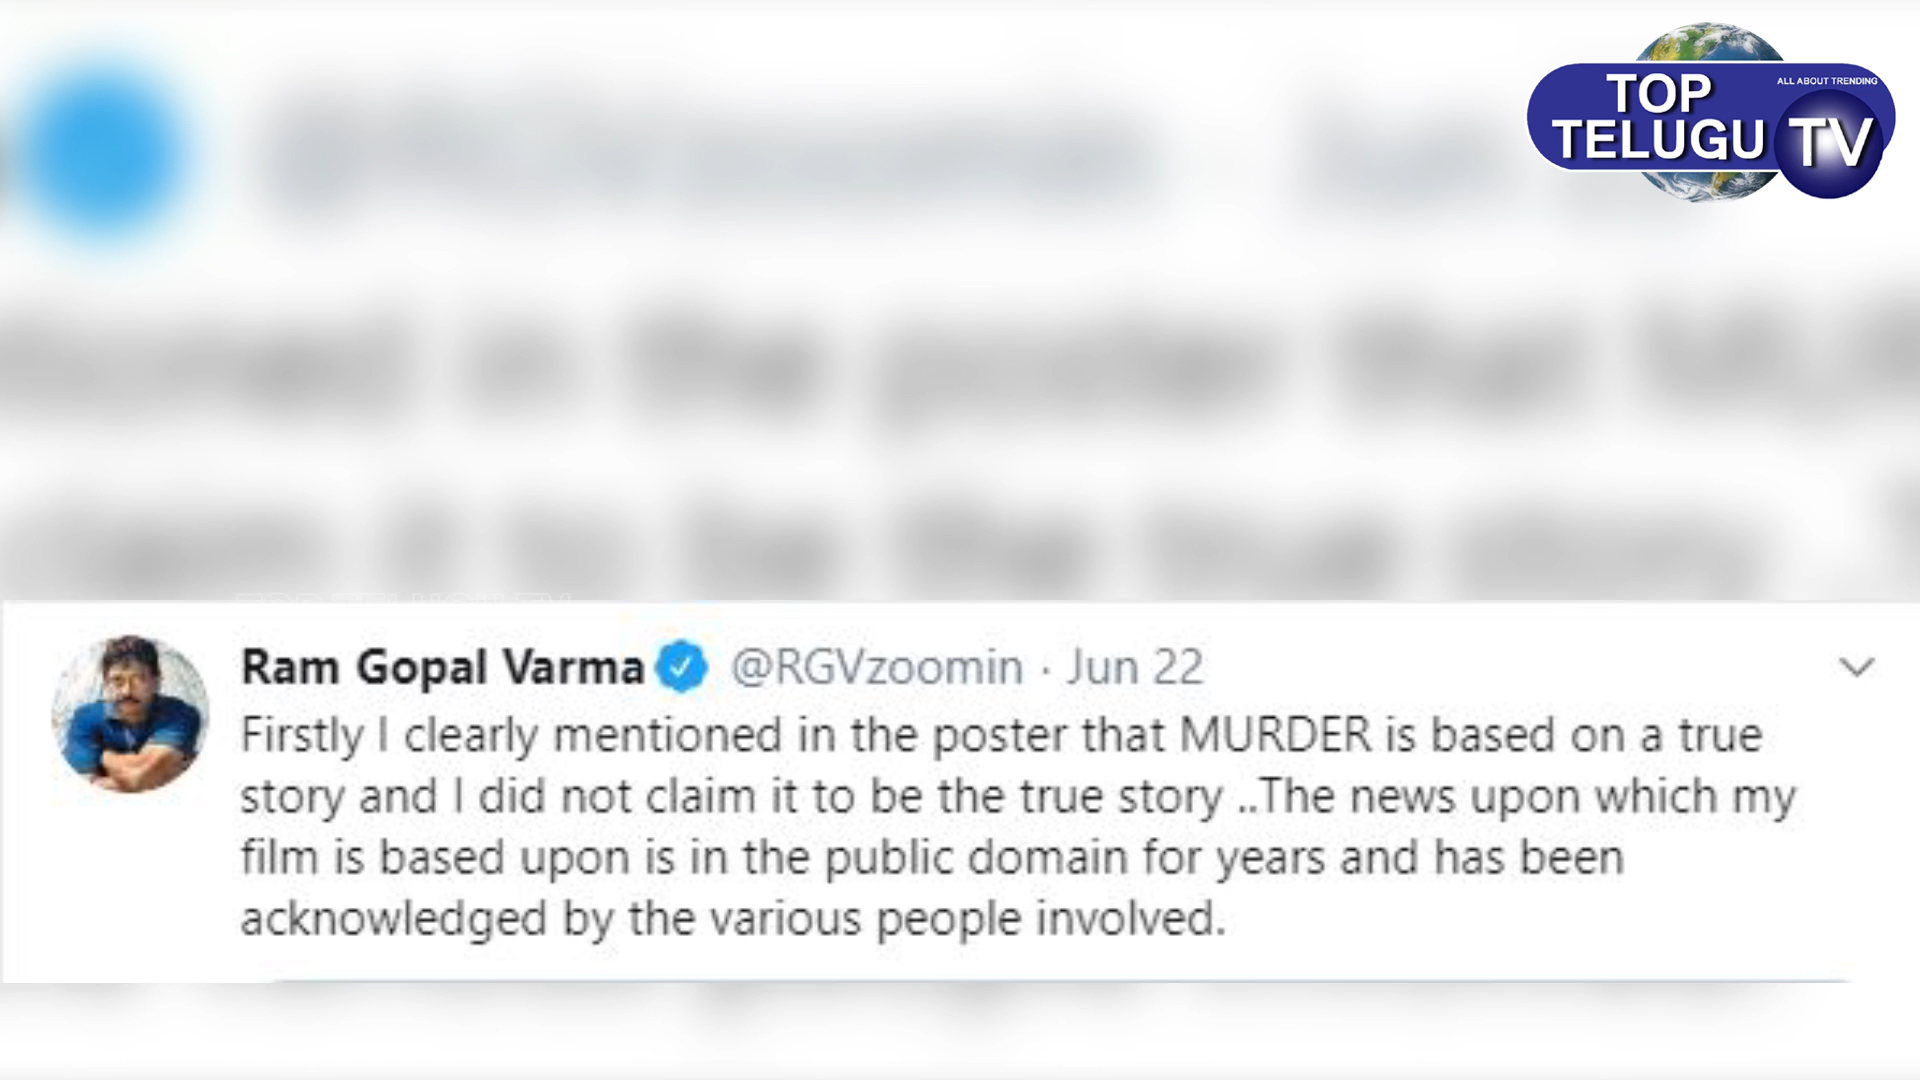 ALL ABOUT TRENDING
TOP
TELUGU TV
Ram Gopal Varma @RGVzoomin · Jun 22
Firstly I clearly mentioned in the poster that MURDER is based on a true
story and I did not claim it to be the true story ..The news upon which my
film is based upon is in the public domain for years and has been
acknowledged by the various people involved.